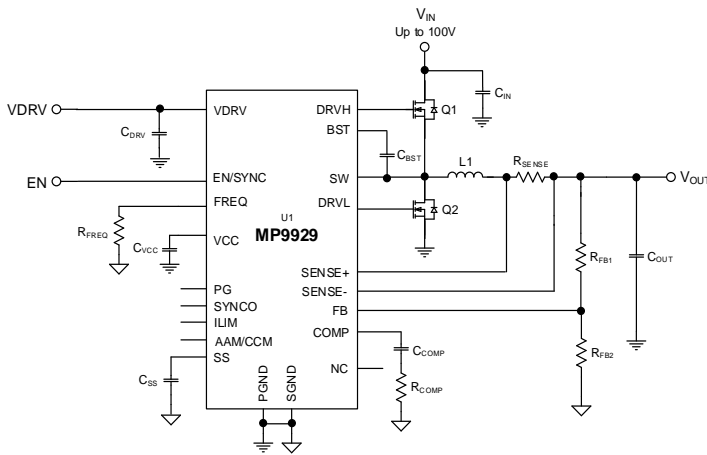 VIN
Up to 100V
CIN
VDRV
CDRV
VDRV
DRVH
Q1
BST
CBST
L1
RSENSE
EN
EN/SYNC
SW
VOUT
FREQ
DRVL
Q2
RFREQ
U1
MP9929
CVCC
VCC
SENSE+
RFB1
COUT
PG
SENSE-
SYNCO
FB
ILIM
COMP
AAM/CCM
CCOMP
RFB2
SS
CSS
NC
RCOMP
PGND
SGND